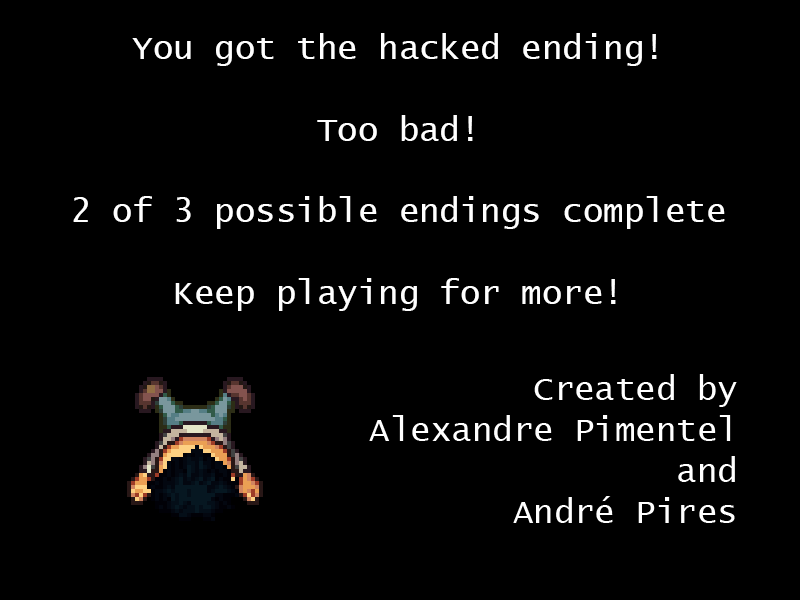 You got the hacked ending!
Too bad!
2 of 3 possible endings complete
Keep playing for more!
Created by
Alexandre Pimentel
and
André Pires